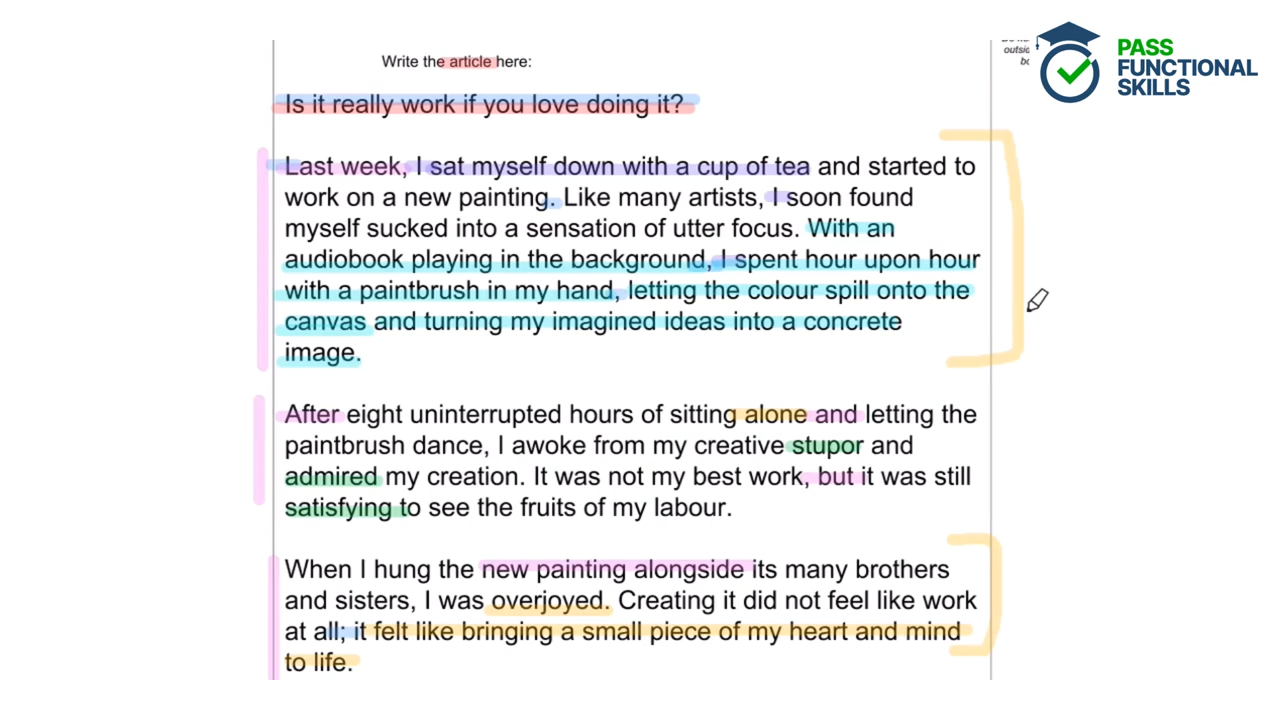 Write the article here:
PASS
FUNCTIONAL
SKILLS
Is it really work if you love doing it?
Last week, I sat myself down with a cup of tea and started to
work on a new painting. Like many artists, I soon found
myself sucked into a sensation of utter focus. With an
audiobook playing in the background, I spent hour upon hour
with a paintbrush in my hand, letting the colour spill onto the
canvas and turning my imagined ideas into a concrete
image.
After eight uninterrupted hours of sitting alone and letting the
paintbrush dance, I awoke from my creative stupor and
admired my creation. It was not my best work, but it was still
satisfying to see the fruits of my labour.
When I hung the new painting alongside its many brothers
and sisters, I was overjoyed. Creating it did not feel like work
at all; it felt like bringing a small piece of my heart and mind
to life.